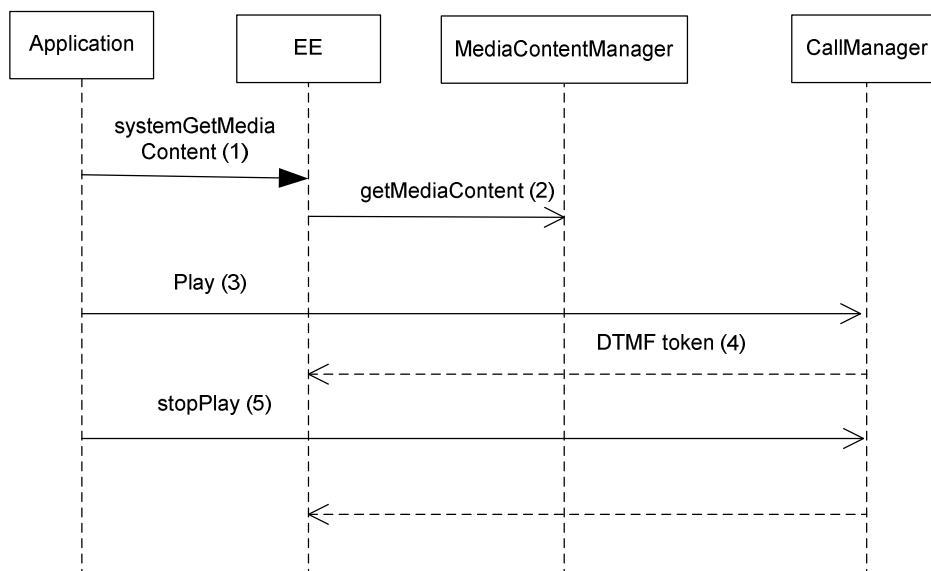 Application
EE
MediaContentManager
CallManager
systemGetMedia
Content (1)
getMediaContent (2)
Play (3)
DTMF token (4)
stopPlay (5)